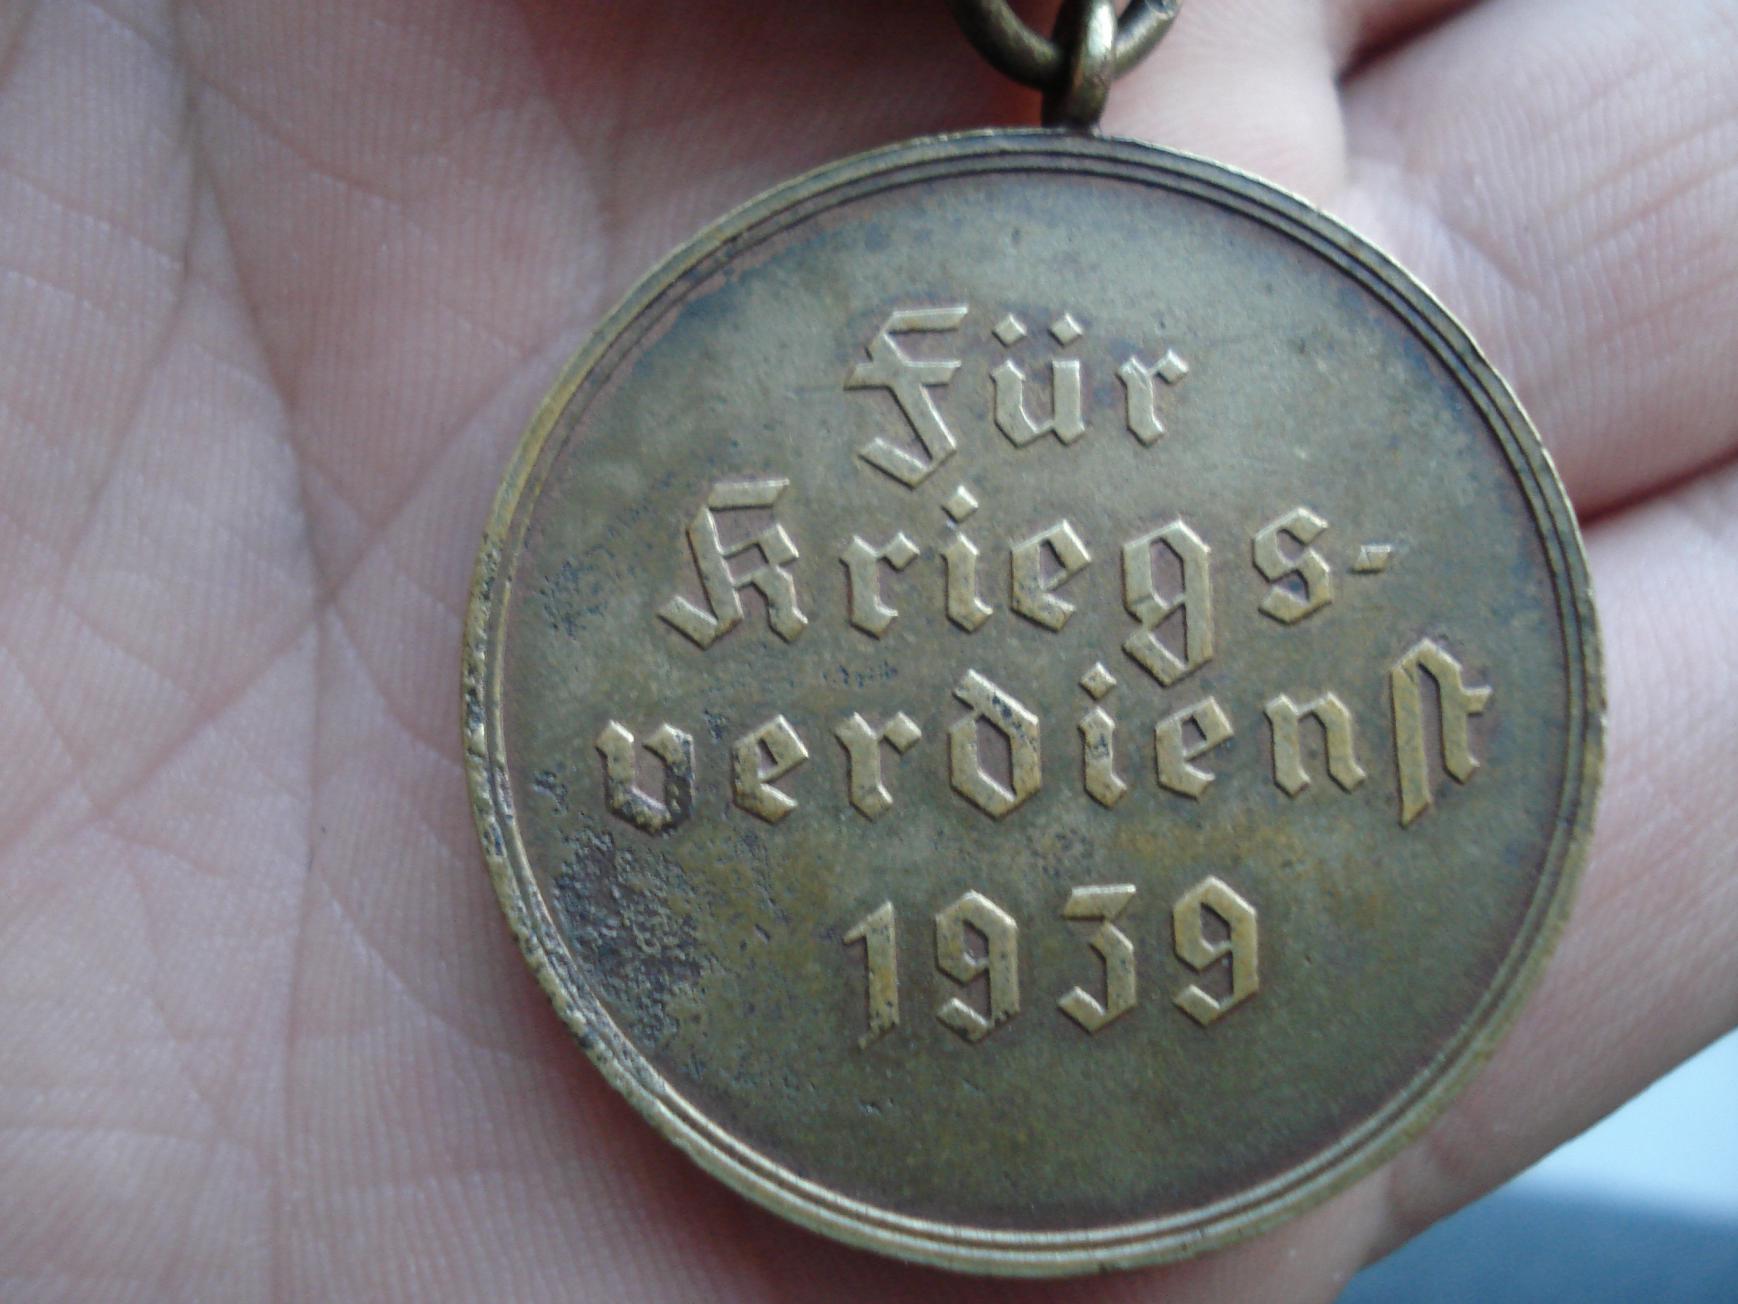 Für
Kriegs-
verdienst
1939